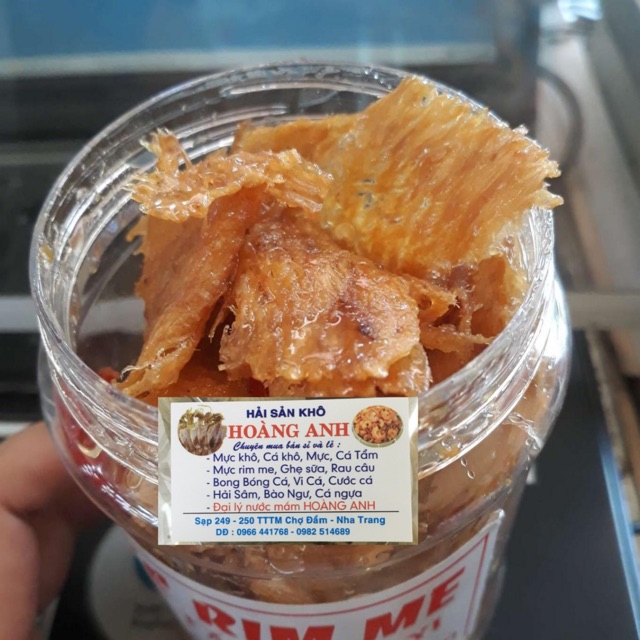 HẢI SẢN KHÔ
HOÀNG ANH
Chuyên mua bán sỉ và lẻ :
- Mực khô, Cá khô, Mực, Cá Tẩm
- Mực rim me, Ghẹ sữa, Rau câu
- Bong Bóng Cá, Vi Cá, Cước cá
- Hải Sâm, Bào Ngư, Cá ngựa
- Đại lý nước mắm HOÀNG ANH
Sạp 249 - 250 TTTM Chợ Đầm - Nha Trang
DĐ : 0966 441768 - 0982 514689
RIM ME